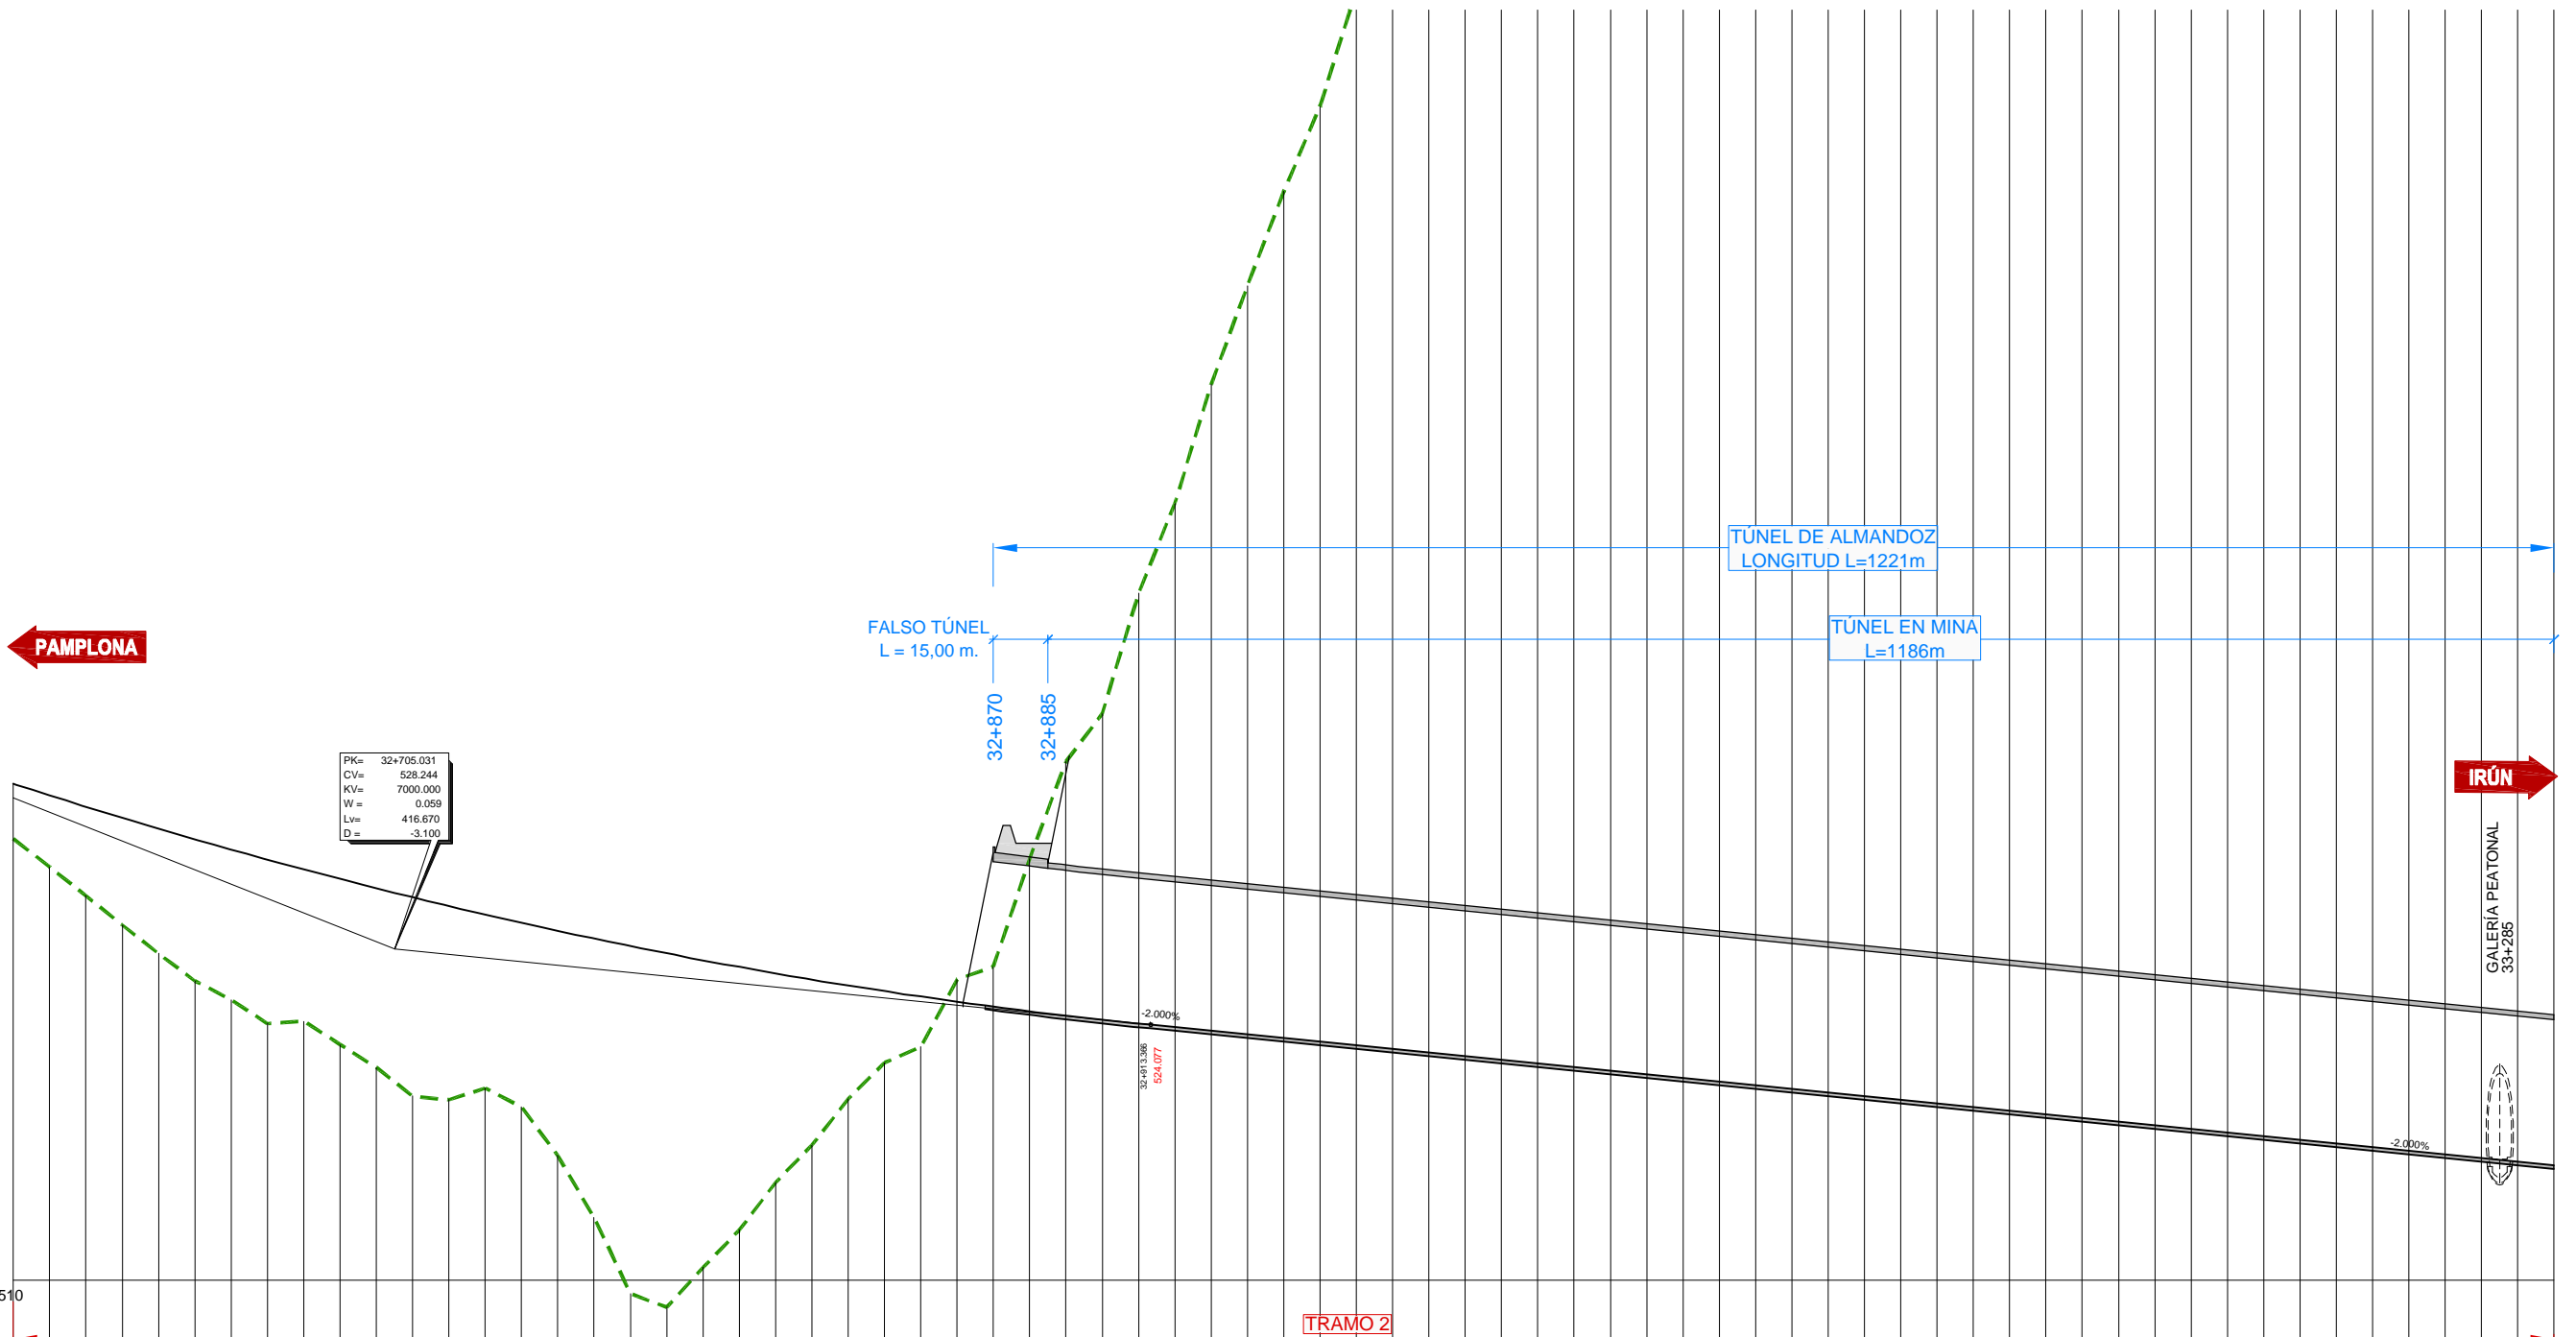 TÚNEL DE ALMANDOZ
LONGITUD L=1221m
FALSO TÚNEL
L = 15,00 m.
TÚNEL EN MINA
L=1186m
PAMPLONA
32+870
32+885
PK= 32+705.031
CV= 528.244
KV= 7000.000
W = 0.059
Lv= 416.670
D = -3.100
IRÚN
GALERÍA PEATONAL
33+285
-2.000%
32+913.366
524.077
-2.000%
510
TRAMO 2